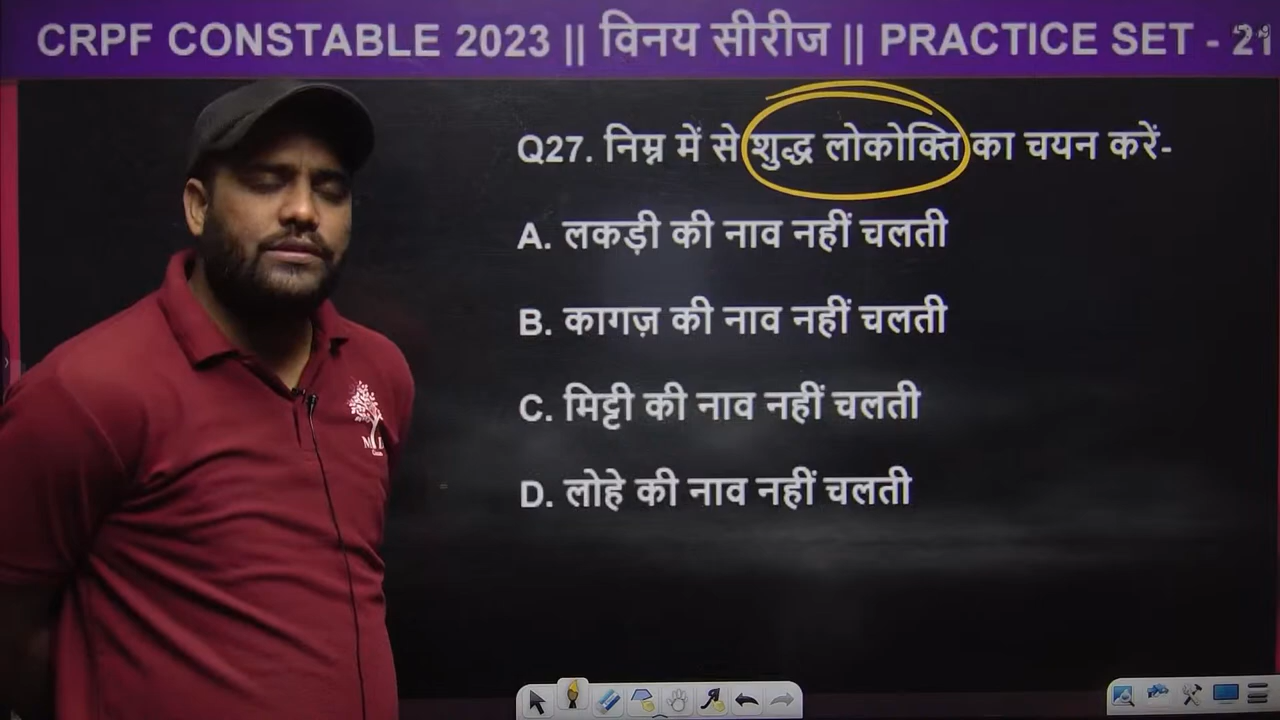 CRPF CONSTABLE 2023 || विनय सीरीज || PRACTICE SET - 21
Q27. निम्न में से शुद्ध लोकोक्ति का चयन करें-
A. लकड़ी की नाव नहीं चलती
B. कागज़ की नाव नहीं चलती
C. मिट्टी की नाव नहीं चलती
D. लोहे की नाव नहीं चलती